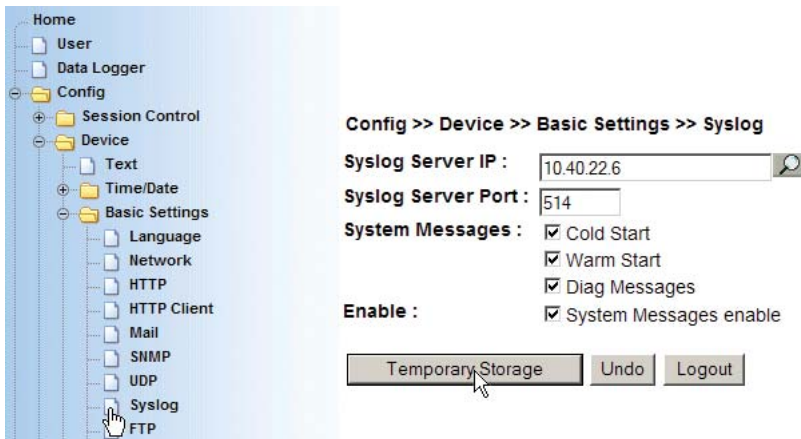 Home
User
Data Logger
Config
Session Control
Device
Text
Time/Date
Basic Settings
Language
Network
HTTP
HTTP Client
Mail
SNMP
UDP
Syslog
FTP
Config >> Device >> Basic Settings >> Syslog
Syslog Server IP : 10.40.22.6
Syslog Server Port : 514
System Messages : Cold Start
Warm Start
Diag Messages
Enable : System Messages enable
Temporary Storage Undo Logout